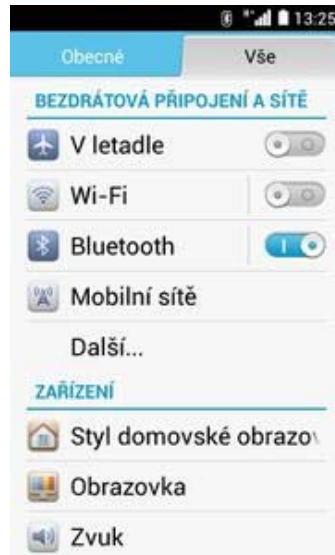 13:25
Obecné Vše
BEZDRÁTOVÁ PŘIPOJENÍ A SÍTĚ
V letadle
Wi-Fi
Bluetooth
Mobilní sítě
Další...
ZAŘÍZENÍ
Styl domovské obrazov
Obrazovka
Zvuk